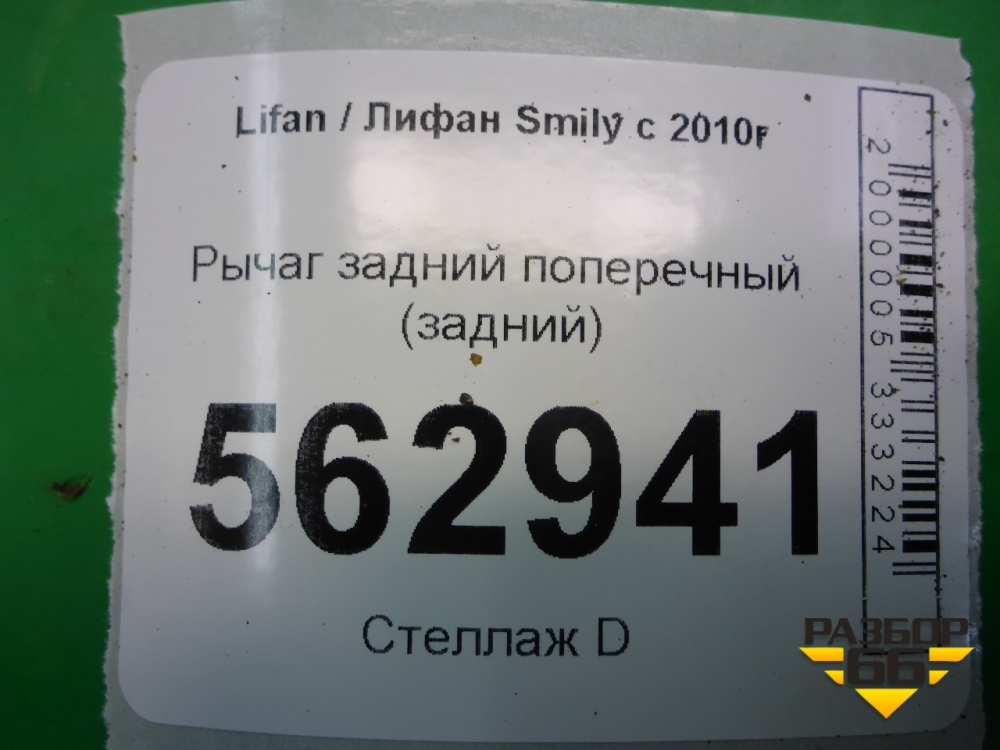 Lifan / Лифан Smily с 2010г
Рычаг задний поперечный
(задний)
562941
Стеллаж D
2000005333224
РАЗБОР
66